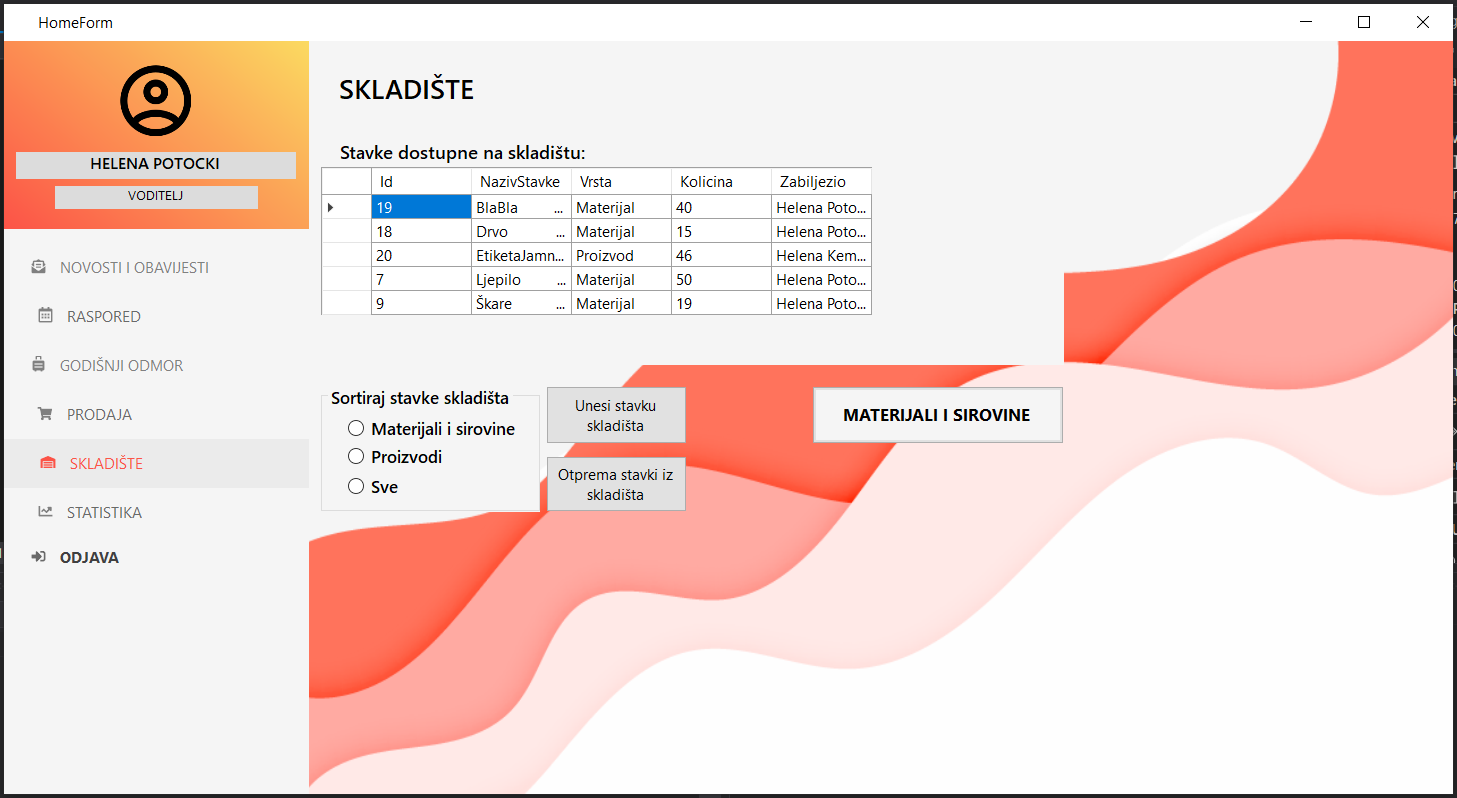 HomeForm
HELENA POTOCKI
VODITELJ
NOVOSTI I OBAVIJESTI
RASPORED
GODIŠNJI ODMOR
PRODAJA
SKLADIŠTE
STATISTIKA
ODJAVA
SKLADIŠTE
Stavke dostupne na skladištu:
Id NazivStavke Vrsta Kolicina Zabiljezio
19 BlaBla ... Materijal 40 Helena Poto...
18 Drvo ... Materijal 15 Helena Poto...
20 EtiketaJamn... Proizvod 46 Helena Kem...
7 Ljepilo ... Materijal 50 Helena Poto...
9 Škare ... Materijal 19 Helena Poto...
Sortiraj stavke skladišta
Materijali i sirovine
Proizvodi
Sve
Unesi stavku
skladišta
Otprema stavki iz
skladišta
MATERIJALI I SIROVINE